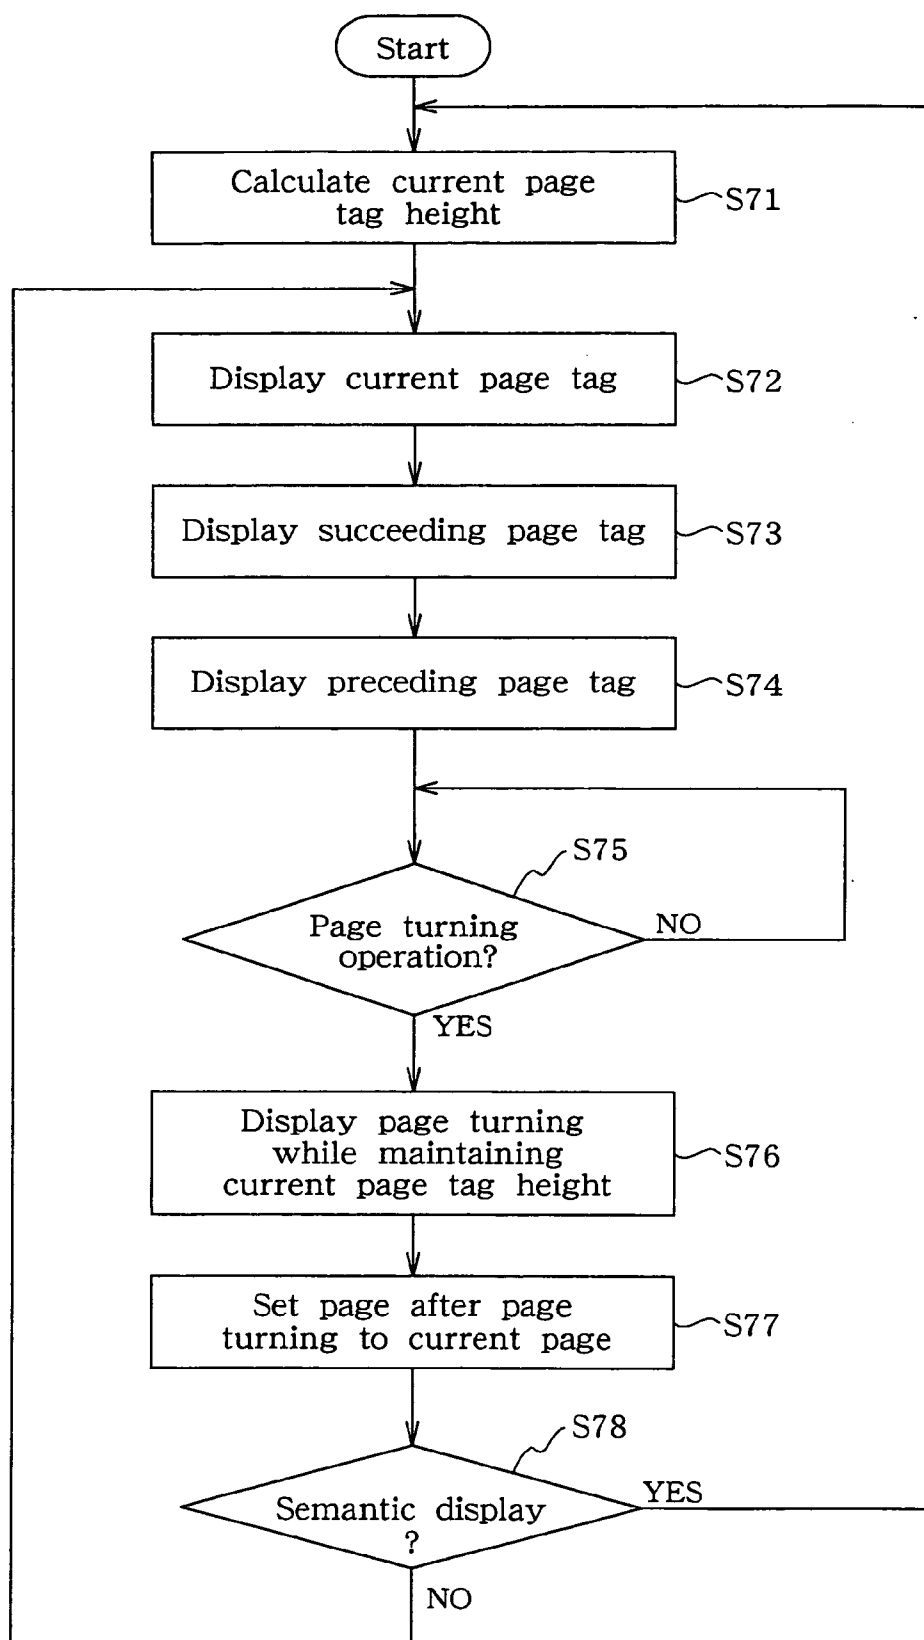 Start
Calculate current page
tag height
S71
Display current page tag
S72
Display succeeding page tag
S73
Display preceding page tag
S74
S75
Page turning
operation?
NO
YES
Display page turning
while maintaining
current page tag height
S76
Set page after page
turning to current page
S77
S78
Semantic display
?
YES
NO